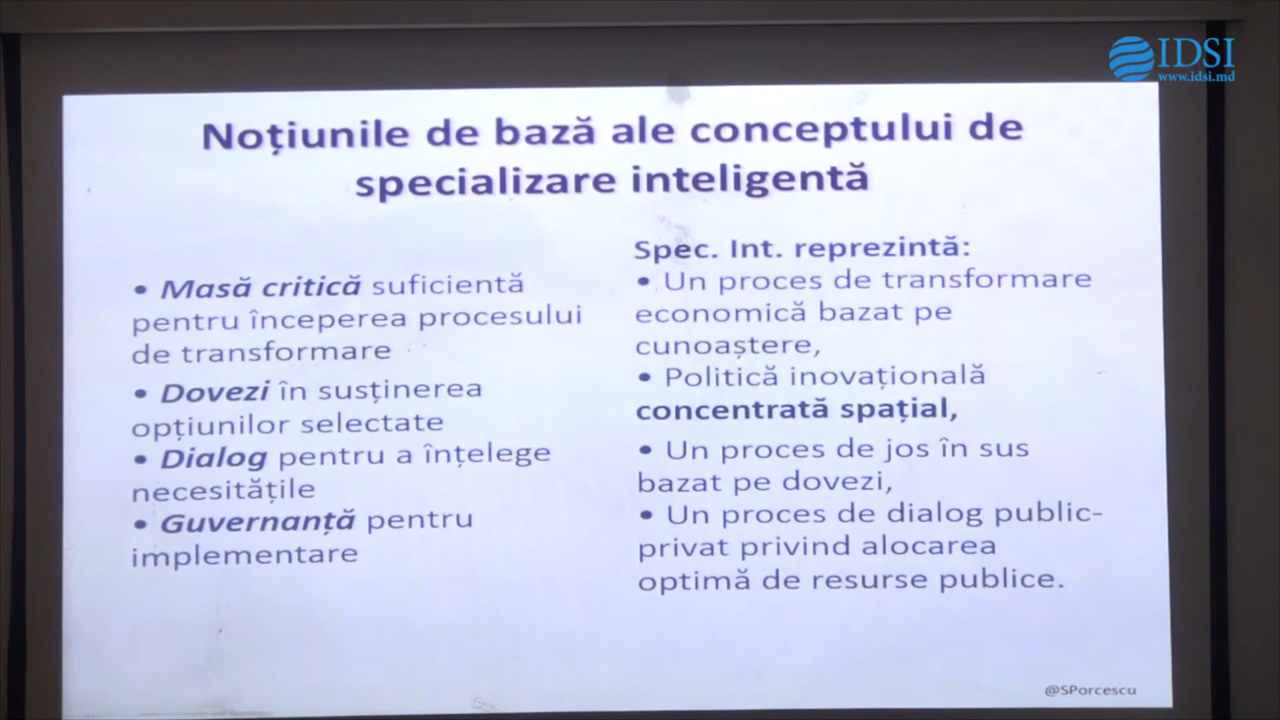 IDSI
www.idsi.md
Noțiunile de bază ale conceptului de
specializare inteligentă
• Masă critică suficientă
pentru începerea procesului
de transformare
• Dovezi în susținerea
opțiunilor selectate
• Dialog pentru a înțelege
necesitățile
• Guvernanță pentru
implementare
Spec. Int. reprezintă:
• Un proces de transformare
economică bazat pe
cunoaștere,
• Politică inovațională
concentrată spațial,
• Un proces de jos în sus
bazat pe dovezi,
• Un proces de dialog public-
privat privind alocarea
optimă de resurse publice.
@SPorcescu